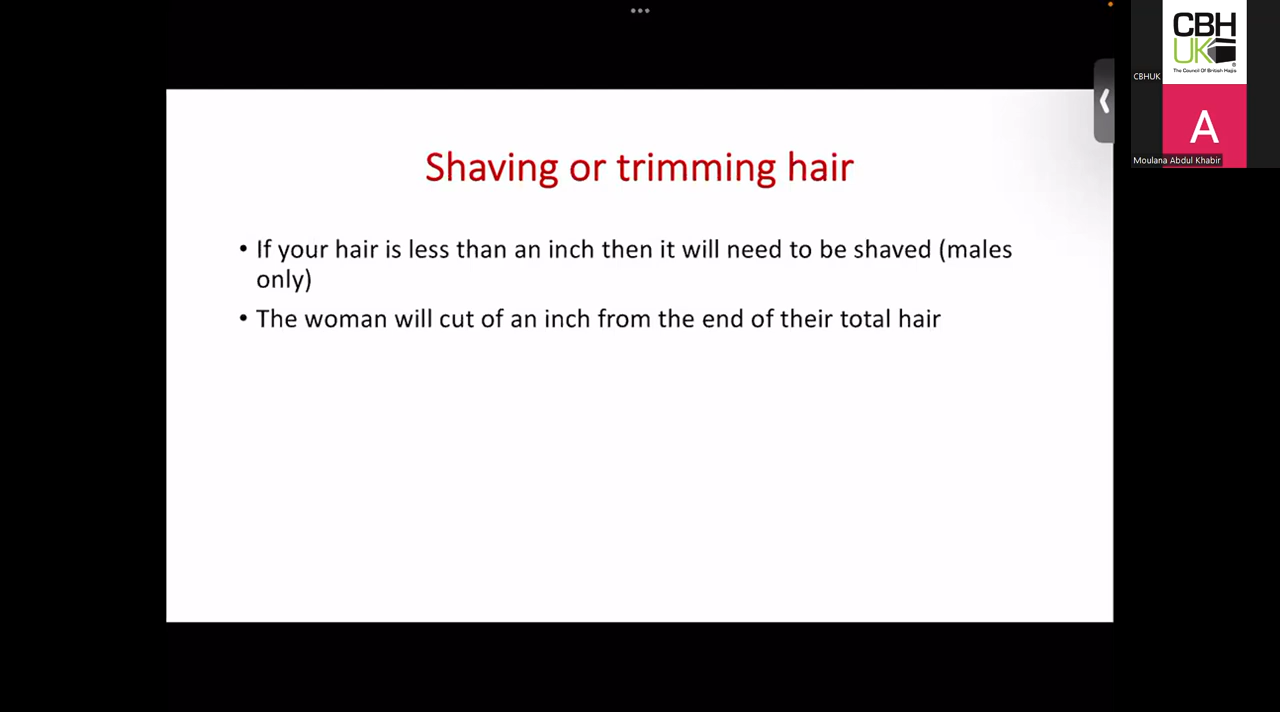 CBH
UK
The Council Of British Hajjis
CBHUK
A
Moulana Abdul Khabir
Shaving or trimming hair
• If your hair is less than an inch then it will need to be shaved (males
only)
• The woman will cut of an inch from the end of their total hair